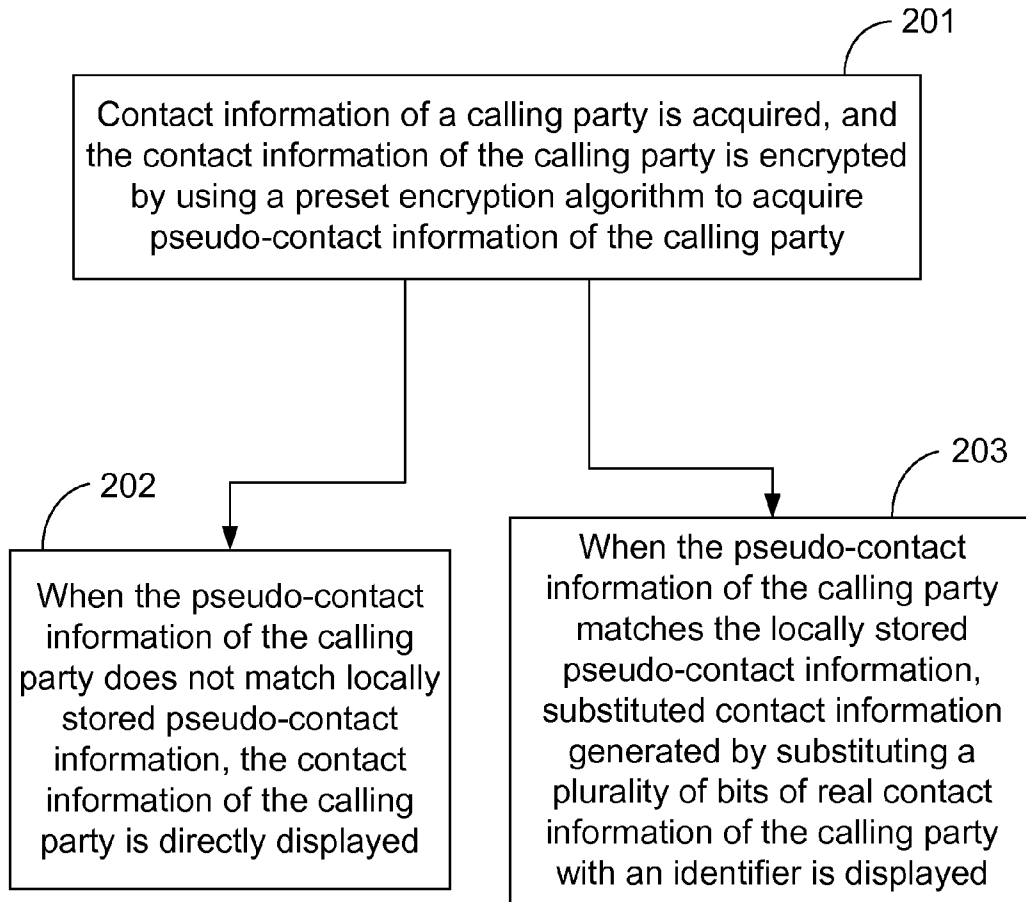 201
Contact information of a calling party is acquired, and
the contact information of the calling party is encrypted
by using a preset encryption algorithm to acquire
pseudo-contact information of the calling party
202
When the pseudo-contact
information of the calling
party does not match locally
stored pseudo-contact
information, the contact
information of the calling
party is directly displayed
203
When the pseudo-contact
information of the calling party
matches the locally stored
pseudo-contact information,
substituted contact information
generated by substituting a
plurality of bits of real contact
information of the calling party
with an identifier is displayed